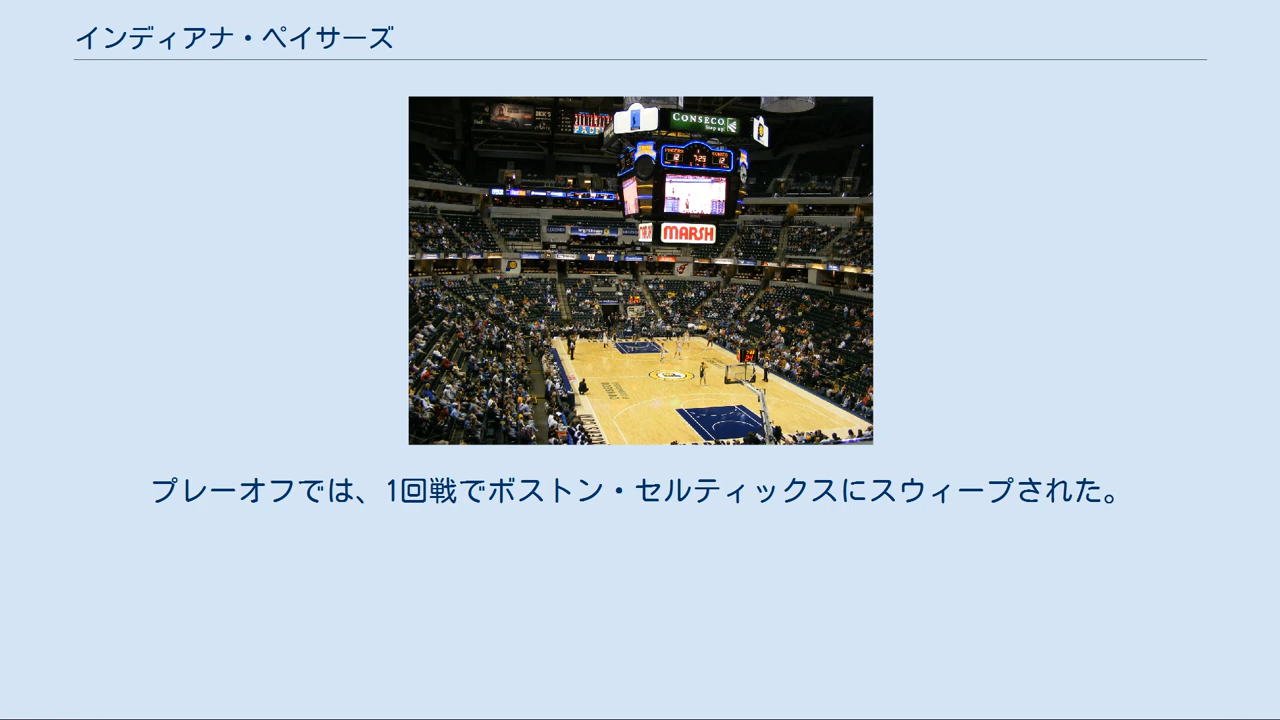 インディアナ・ペイサーズ
CONSECO
Step up!
MARSH
プレーオフでは、1回戦でボストン・セルティックスにスウィープされた。